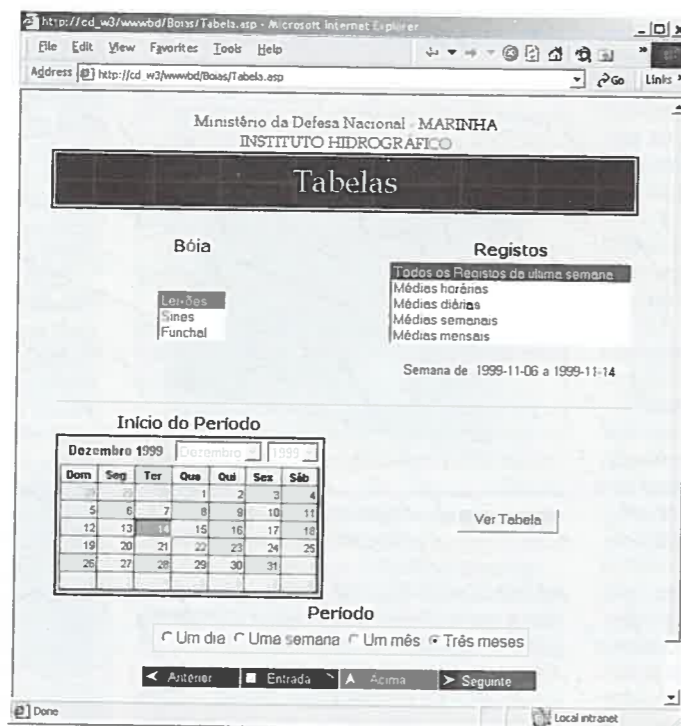 http://cd_w3/wwwbd/Boias/Tabela.asp - Microsoft Internet Explorer
File Edit View Favorites Tools Help
Address http://cd_w3/wwwbd/Boias/Tabela.asp Go Links »
Ministério da Defesa Nacional - MARINHA
INSTITUTO HIDROGRÁFICO
Tabelas
Bóia
Leixões
Sines
Funchal
Registos
Todos os Registos da ultima semana
Médias horárias
Médias diárias
Médias semanais
Médias mensais
Semana de 1999-11-06 a 1999-11-14
Início do Período
Dezembro 1999 Dezembro 1999
Dom Seg Ter Qua Qui Sex Sáb
1 2 3 4
5 6 7 8 9 10 11
12 13 14 15 16 17 18
19 20 21 22 23 24 25
26 27 28 29 30 31
Ver Tabela
Período
Um dia Uma semana Um mês Três meses
Anterior Entrada Acima Seguinte
Done Local intranet